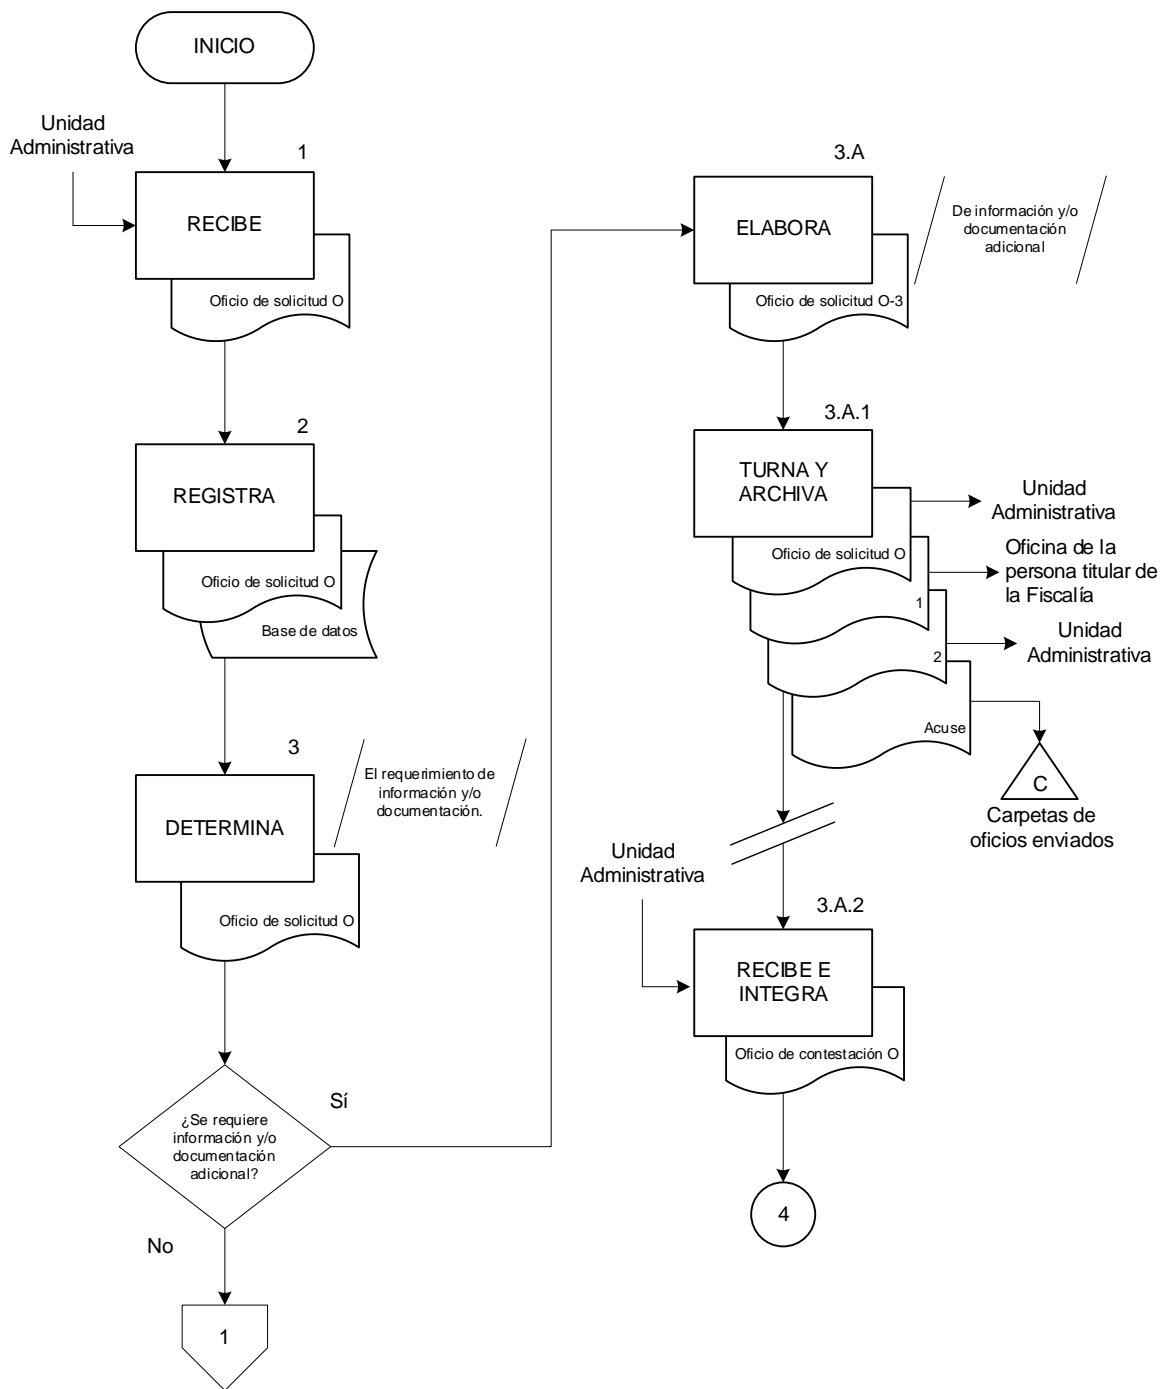 INICIO
Unidad
Administrativa
1
RECIBE
Oficio de solicitud O
2
REGISTRA
Oficio de solicitud O
Base de datos
3
DETERMINA
El requerimiento de
información y/o
documentación.
Oficio de solicitud O
¿Se requiere
información y/o
documentación
adicional?
Sí
No
1
3.A
ELABORA
De información y/o
documentación
adicional
Oficio de solicitud O-3
3.A.1
TURNA Y
ARCHIVA
Oficio de solicitud O
Unidad
Administrativa
1
Oficina de la
persona titular de
la Fiscalía
2
Unidad
Administrativa
Acuse
C
Carpetas de
oficios enviados
Unidad
Administrativa
3.A.2
RECIBE E
INTEGRA
Oficio de contestación O
4